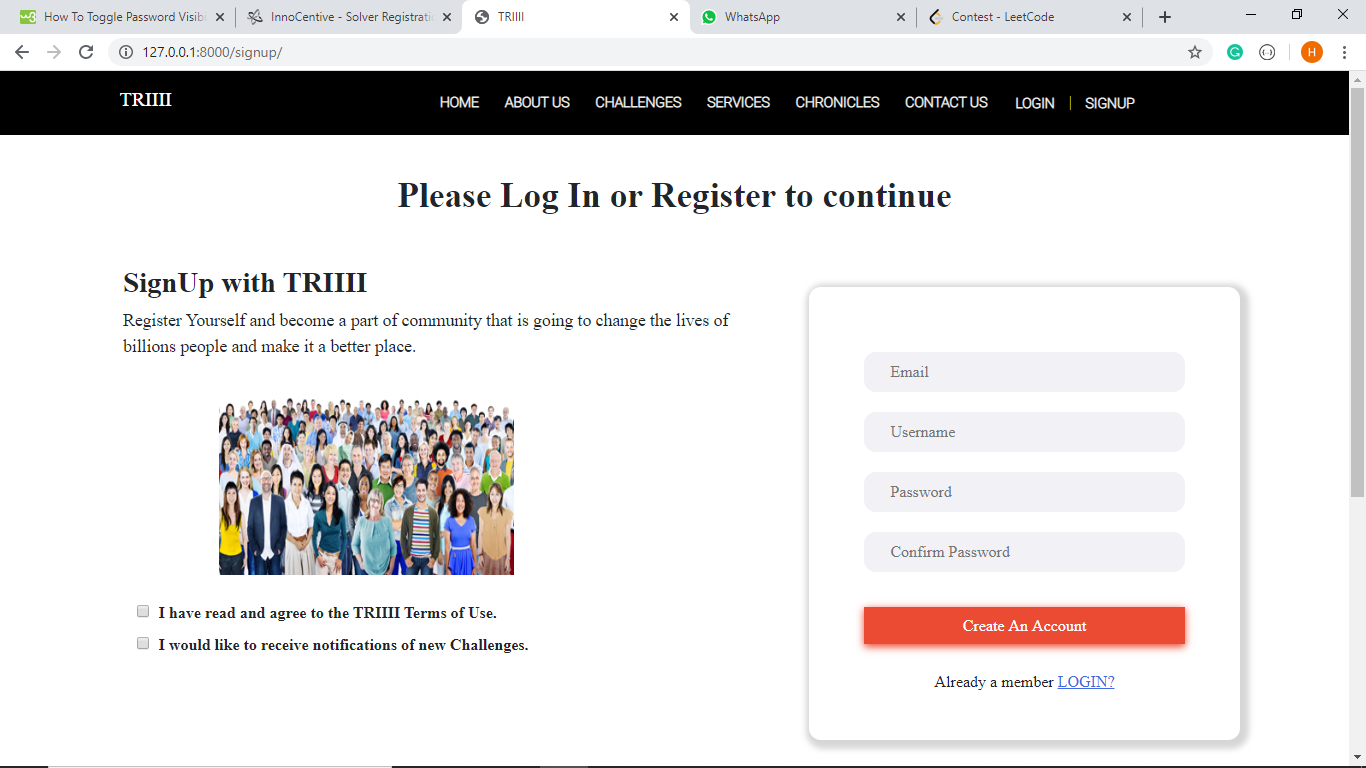 How To Toggle Password Visib
InnoCentive - Solver Registrati
TRIIII
WhatsApp
Contest - LeetCode
127.0.0.1:8000/signup/
H
TRIIII
HOME ABOUT US CHALLENGES SERVICES CHRONICLES CONTACT US LOGIN | SIGNUP
Please Log In or Register to continue
SignUp with TRIIII
Register Yourself and become a part of community that is going to change the lives of
billions people and make it a better place.
I have read and agree to the TRIIII Terms of Use.
I would like to receive notifications of new Challenges.
Email
Username
Password
Confirm Password
Create An Account
Already a member LOGIN?